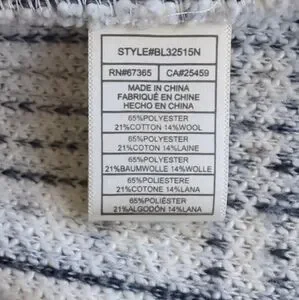 STYLE#BL32515N
RN#67365 CA#25459
MADE IN CHINA
FABRIQUÉ EN CHINE
HECHO EN CHINA
65%POLYESTER
21%COTTON 14%WOOL
65%POLYESTER
21%COTON 14%LAINE
65%POLYESTER
21%BAUMWOLLE 14%WOLLE
65%POLIESTERE
21%COTONE 14%LANA
65%POLIÉSTER
21%ALGODÓN 14%LANA